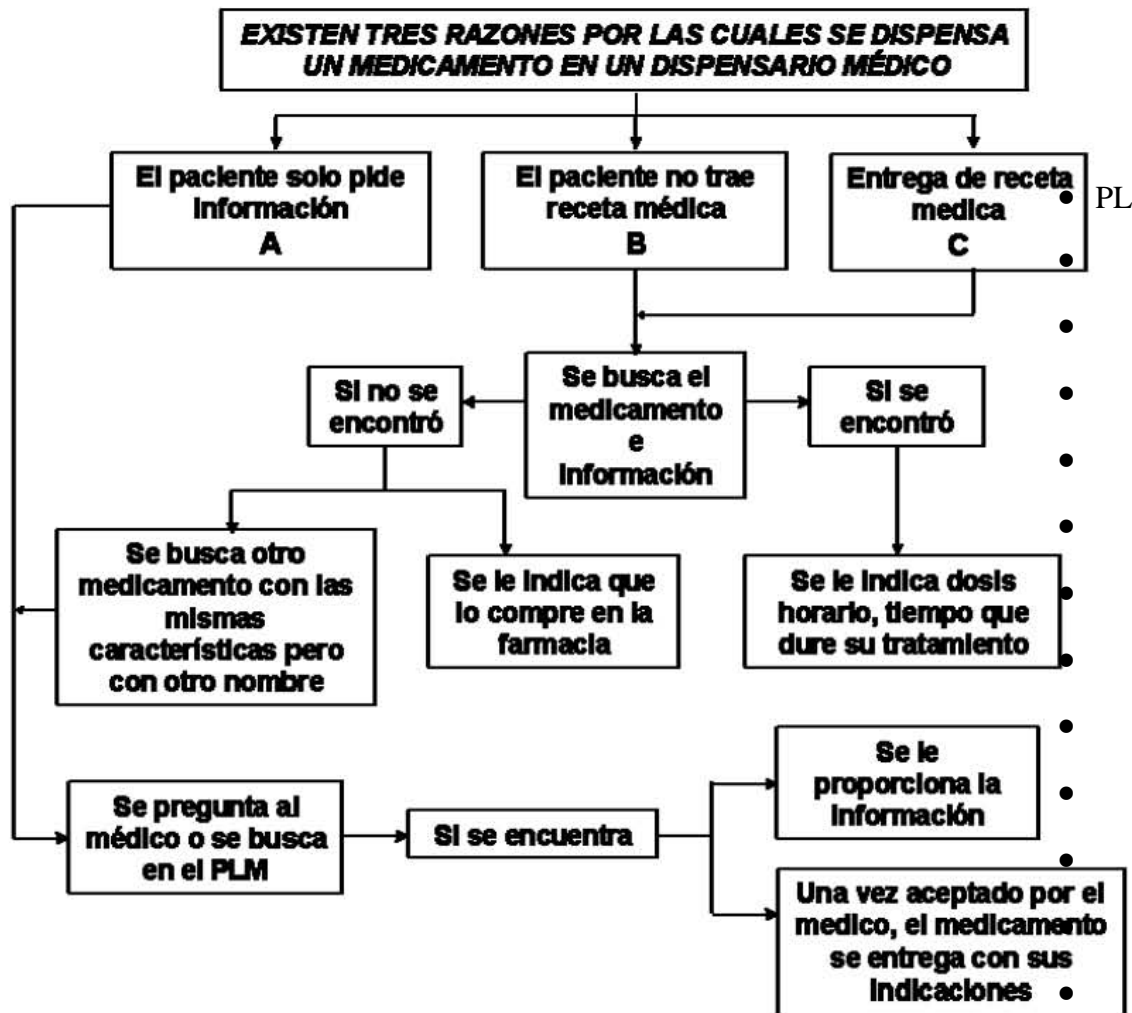 EXISTEN TRES RAZONES POR LAS CUALES SE DISPENSA
UN MEDICAMENTO EN UN DISPENSARIO MÉDICO
El paciente solo pide
Información
A
El paciente no trae
receta médica
B
Entrega de receta
medica
C
• PL
•
•
•
•
•
•
•
•
•
•
•
•
Si no se
encontró
Se busca el
medicamento
e
Información
Si se
encontró
Se busca otro
medicamento con las
mismas
características pero
con otro nombre
Se le indica que
lo compre en la
farmacia
Se le indica dosis
horario, tiempo que
dure su tratamiento
Se pregunta al
médico o se busca
en el PLM
Si se encuentra
Se le
proporciona la
Información
Una vez aceptado por el
medico, el medicamento
se entrega con sus
Indicaciones